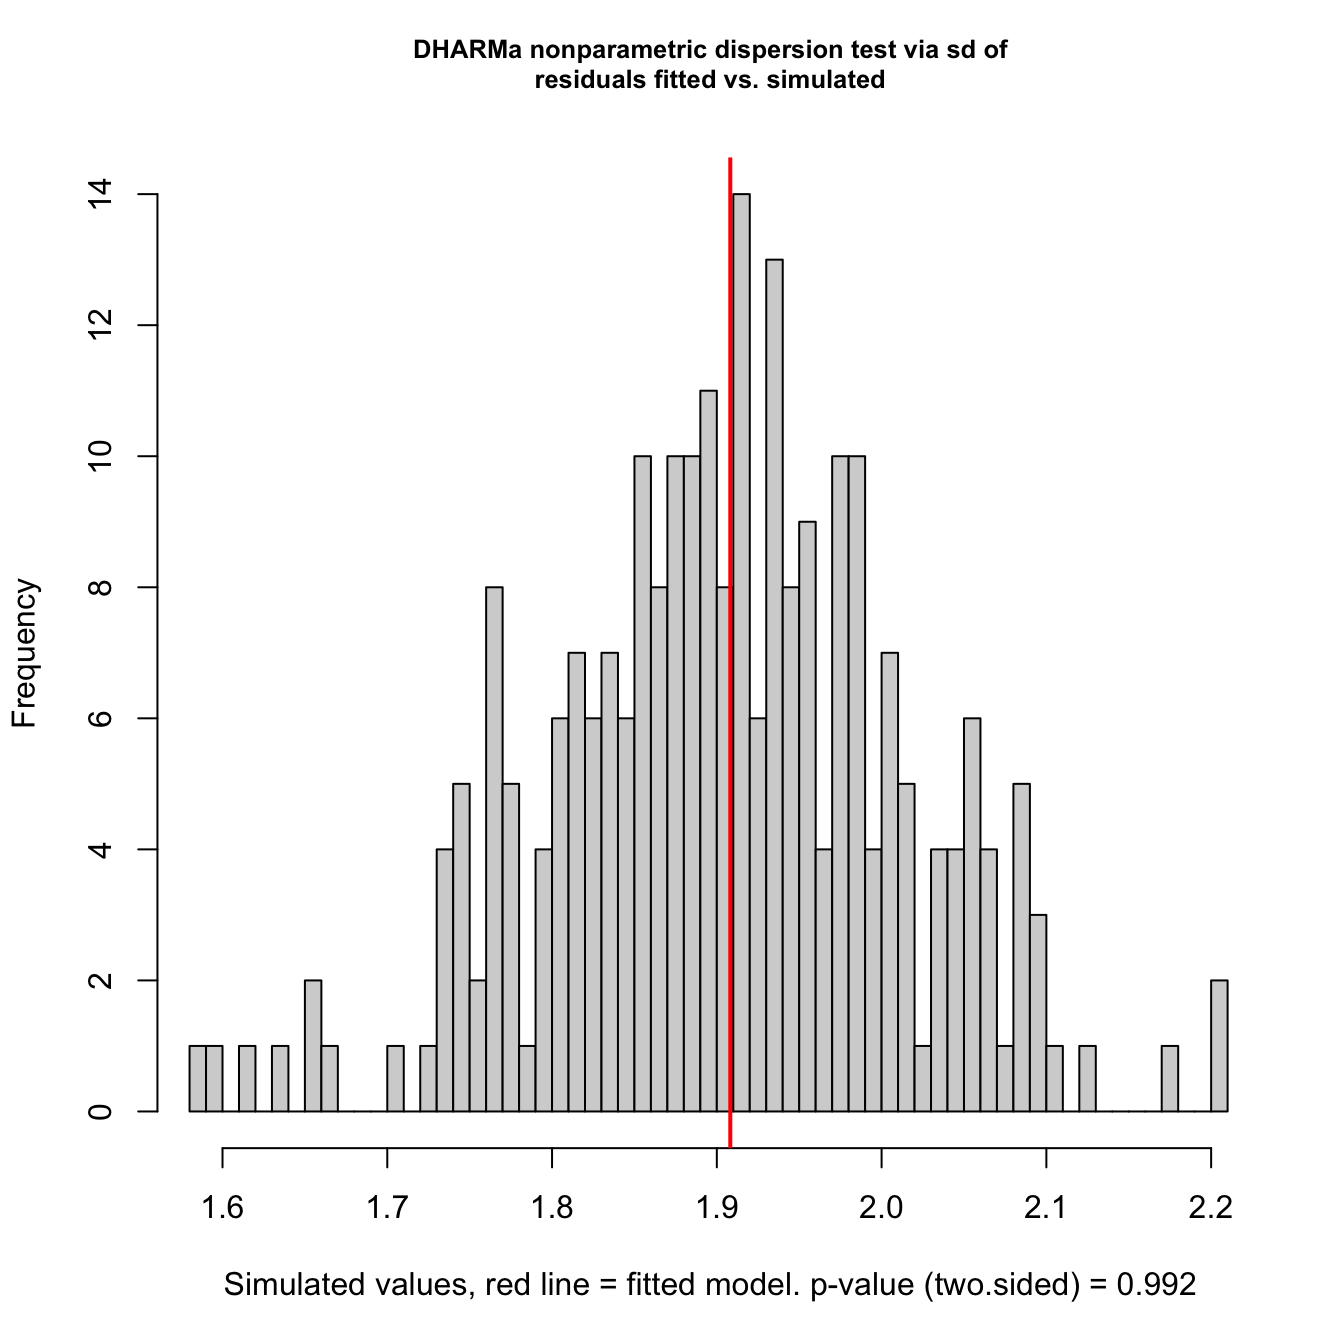 DHARMa nonparametric dispersion test via sd of
residuals fitted vs. simulated
14
12
10
8
6
4
2
0
Frequency
1.6 1.7 1.8 1.9 2.0 2.1 2.2
Simulated values, red line = fitted model. p-value (two.sided) = 0.992